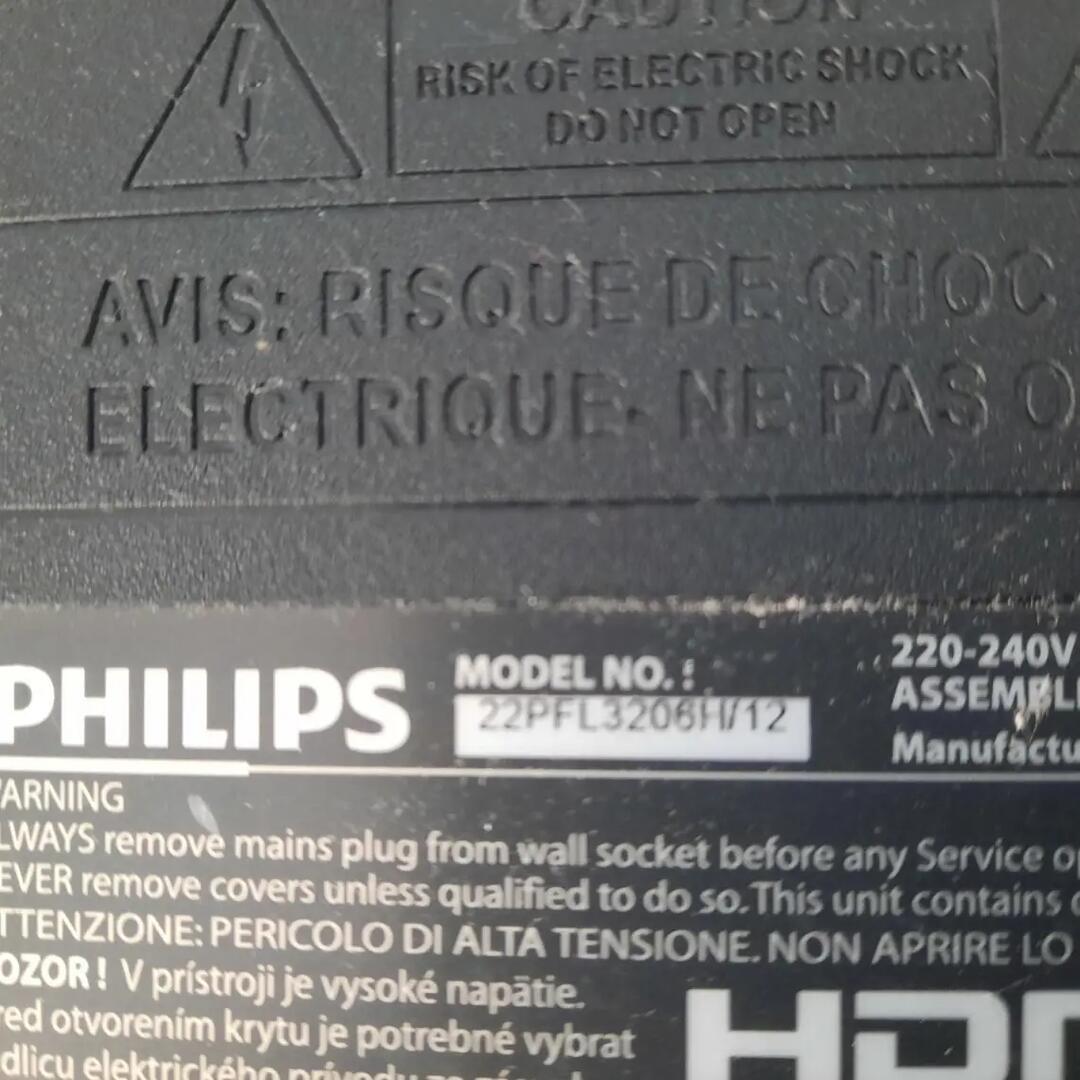 CAUTION
RISK OF ELECTRIC SHOCK
DO NOT OPEN
AVIS: RISQUE DE CHOC
ELECTRIQUE- NE PAS O
PHILIPS
MODEL NO. :
22PFL3206H/12
220-240V
ASSEMBLE
Manufactu
ARNING
LWAYS remove mains plug from wall socket before any Service op
EVER remove covers unless qualified to do so. This unit contains
TTENZIONE: PERICOLO DI ALTA TENSIONE. NON APRIRE LO
OZOR! V prístroji je vysoké napätie.
red otvorením krytu je potrebné vybrat
dlicu elektrického prívodu zo
HDM